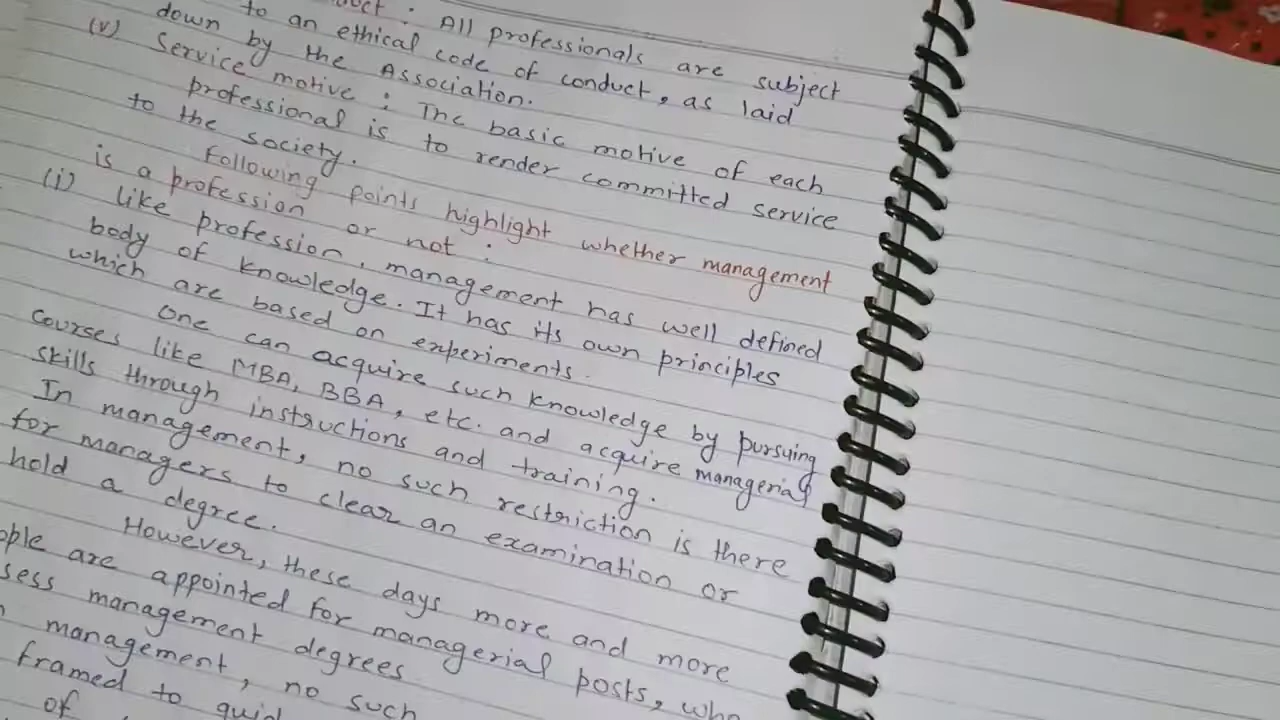 : All professionals are subject
to an ethical code of conduct, as laid
down by the Association.
(v) Service motive : The basic motive of each
professional is to render committed service
to the society.
Following points highlight whether management
is a profession or not :
(i) like profession, management has well defined
body of knowledge. It has its own principles
which are based on experiments.
One can acquire such knowledge by pursuing
courses like MBA, BBA, etc. and acquire managerial
skills through instructions and training.
In management, no such restriction is there
for managers to clear an examination or
hold a degree.
However, these days more and more
are appointed for managerial posts, who
management degrees
management, no such
framed to
of